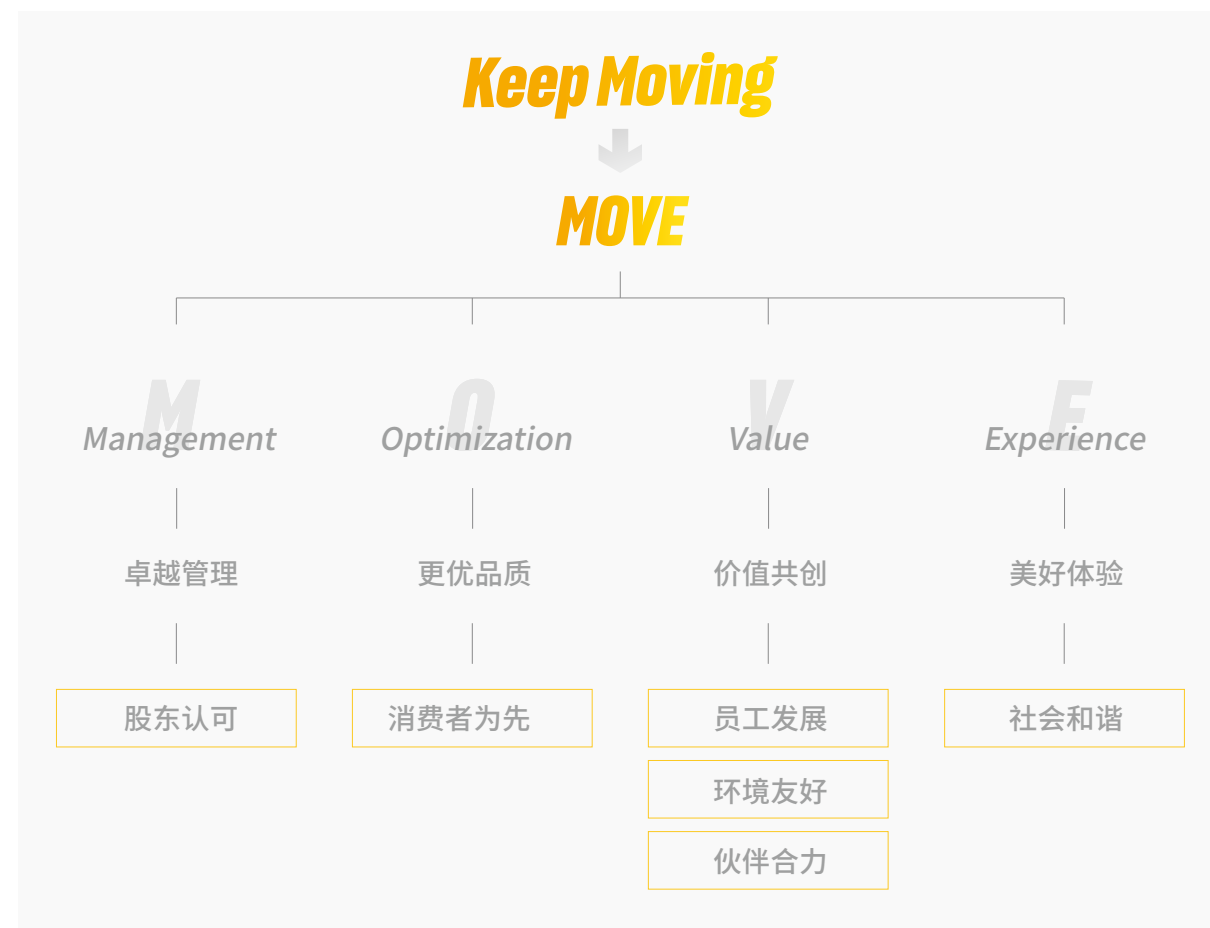 Keep Moving
MOVE
M
O
V
E
Management
Optimization
Value
Experience
卓越管理
更优品质
价值共创
美好体验
股东认可
消费者为先
员工发展
社会和谐
环境友好
伙伴合力